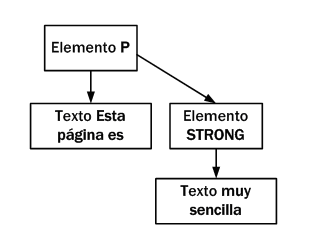 Elemento P
Texto Esta
página es
Elemento
STRONG
Texto muy
sencilla